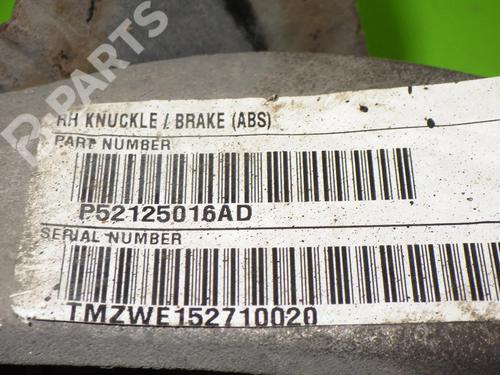 B-PARTS
RH KNUCKLE / BRAKE (ABS)
PART NUMBER
P52125016AD
SERIAL NUMBER
TMZWE152710020